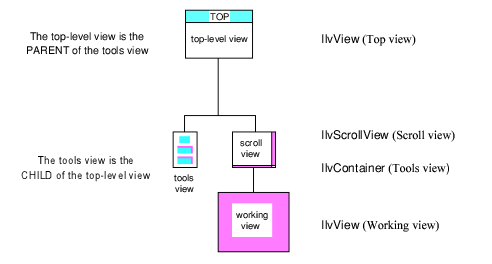 TOP
The top-level view is the
PARENT of the tools view
top-level view
IlvView (Top view)
scroll
view
IlvScrollView (Scroll view)
The tools view is the
CHILD of the top-level view
tools
view
IlvContainer (Tools view)
working
view
IlvView (Working view)